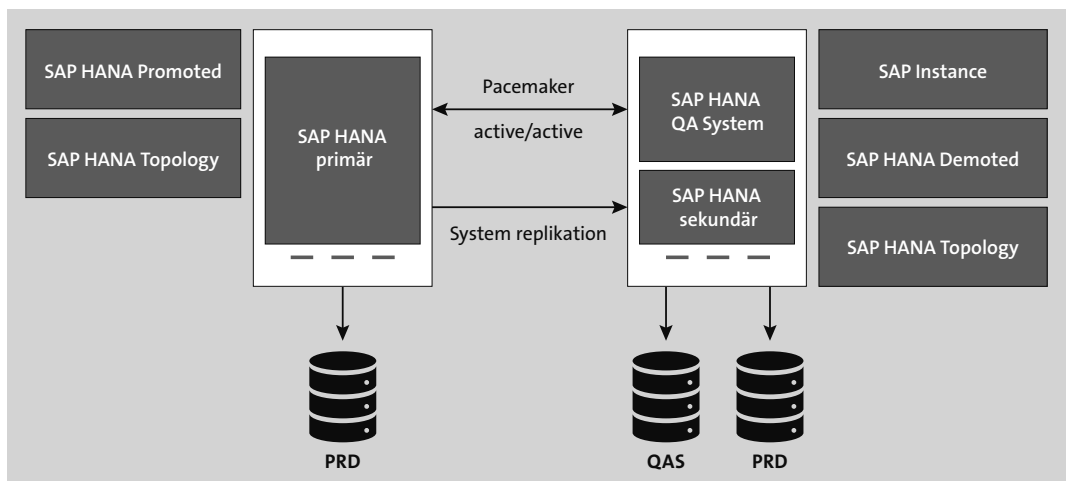 SAP HANA Promoted
SAP HANA Topology
SAP HANA
primär
Pacemaker
active/active
System replikation
SAP HANA
QA System
SAP HANA
sekundär
SAP Instance
SAP HANA Demoted
SAP HANA Topology
PRD
QAS
PRD